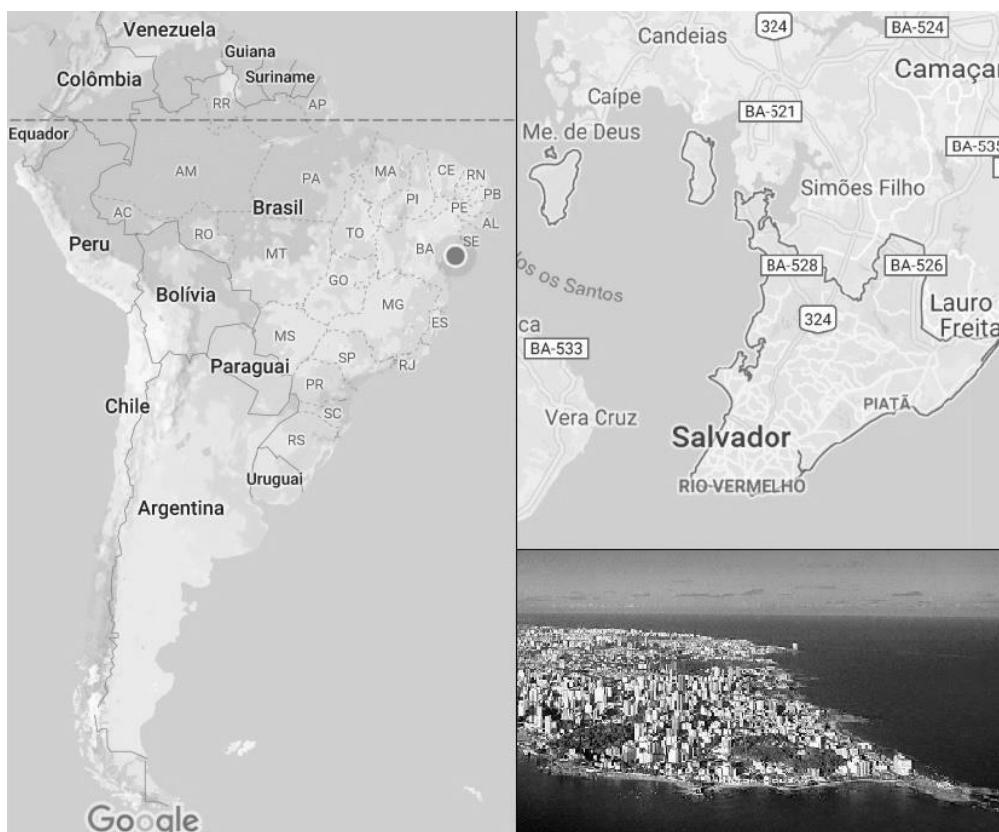 Venezuela
Guiana
Colômbia
Suriname
RR
AP
Equador
AM
PA
MA
CE
RN
PB
PI
PE
Brasil
AC
AL
TO
RO
SE
Peru
MT
BA
GO
Bolívia
MG
ES
MS
SP
Paraguai
RJ
PR
Chile
SC
RS
Uruguai
Argentina
Google
324
BA-524
Candeias
Camaçar
Caípe
BA-521
Me. de Deus
BA-535
Simões Filho
os Santos
BA-528
BA-526
Lauro
Freita
324
ca
BA-533
PIATÃ
Vera Cruz
Salvador
RIO VERMELHO